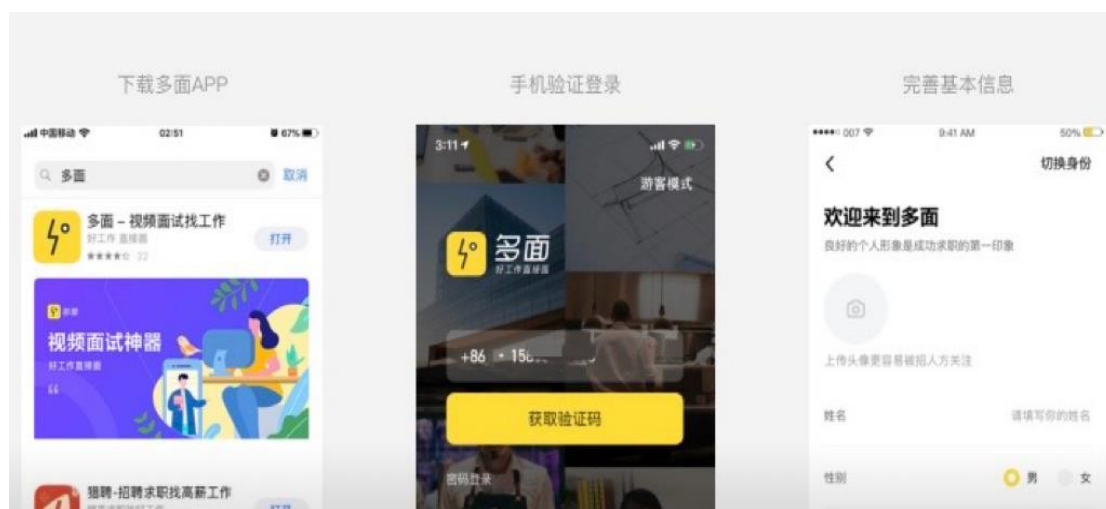 下载多面APP
手机验证登录
完善基本信息
中国移动
02:51
67%
多面
取消
多面 – 视频面试找工作
好工作 直接面
22
打开
多面
视频面试神器
好工作直接面
猎聘-招聘求职找高薪工作
打开
3:11
游客模式
多面
好工作直接面
+86
获取验证码
密码登录
007
9:41 AM
50%
切换身份
欢迎来到多面
良好的个人形象是成功求职的第一印象
上传头像更容易被招人方关注
姓名
请填写你的姓名
性别
男
女